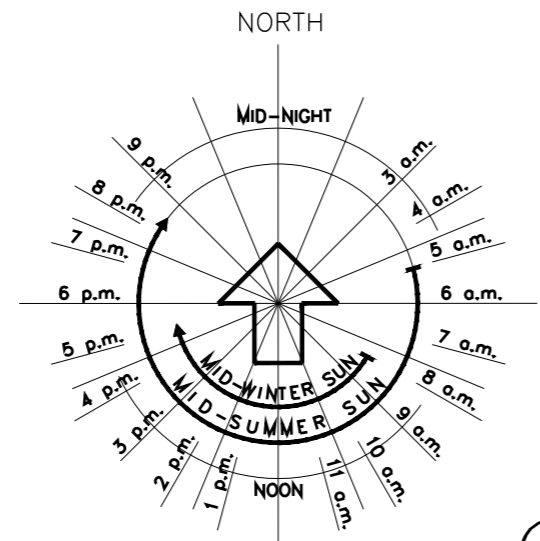 NORTH
MID-NIGHT
3 a.m.
4 a.m.
5 a.m.
6 a.m.
7 a.m.
8 a.m.
9 a.m.
10 a.m.
11 a.m.
NOON
1 p.m.
2 p.m.
3 p.m.
4 p.m.
5 p.m.
6 p.m.
7 p.m.
8 p.m.
9 p.m.
MID-WINTER SUN
MID-SUMMER SUN